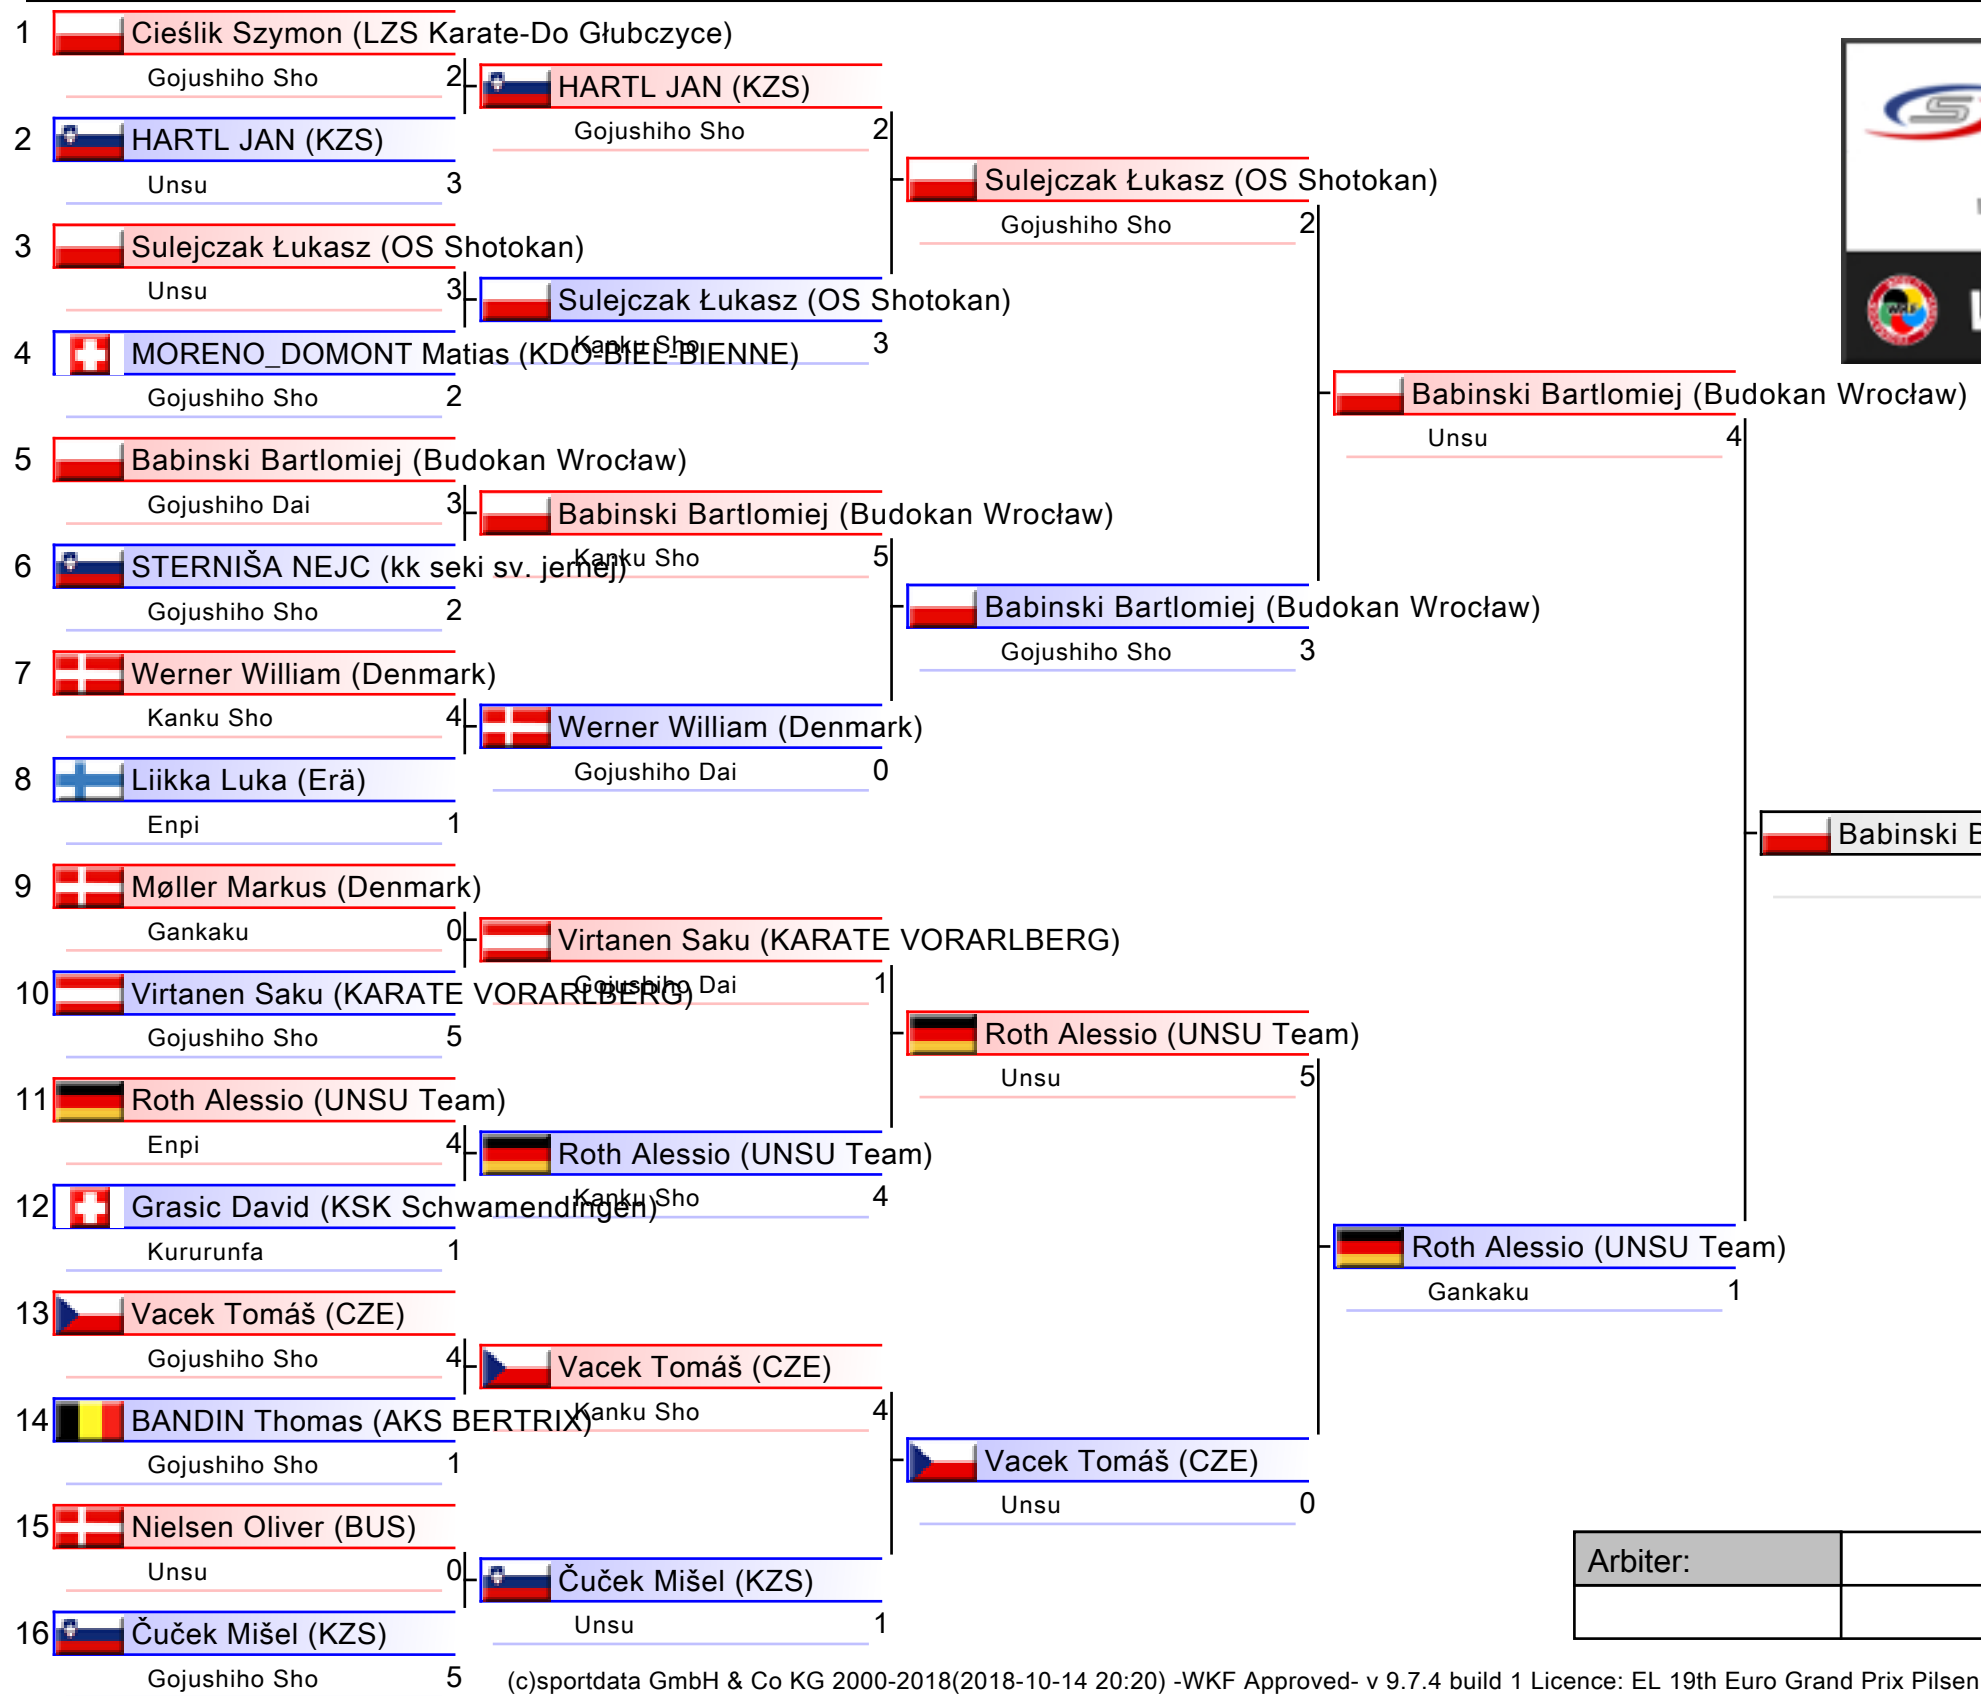 1 Cieślik Szymon (LZS Karate-Do Głubczyce)
Gojushiho Sho 2
2 HARTL JAN (KZS)
Unsu 3
3 Sulejczak Łukasz (OS Shotokan)
Unsu 3
4 MORENO_DOMONT Matias (KDO-BIEL-BIENNE)
Gojushiho Sho 2
5 Babinski Bartlomiej (Budokan Wrocław)
Gojushiho Dai 3
6 STERNIŠA NEJC (kk seki sv. jernej)
Gojushiho Sho 2
7 Werner William (Denmark)
Kanku Sho 4
8 Liikka Luka (Erä)
Enpi 1
9 Møller Markus (Denmark)
Gankaku 0
10 Virtanen Saku (KARATE VORARLBERG)
Gojushiho Sho 5
11 Roth Alessio (UNSU Team)
Enpi 4
12 Grasic David (KSK Schwamendingen)
Kururunfa 1
13 Vacek Tomáš (CZE)
Gojushiho Sho 4
14 BANDIN Thomas (AKS BERTRIX)
Gojushiho Sho 1
15 Nielsen Oliver (BUS)
Unsu 0
16 Čuček Mišel (KZS)
Gojushiho Sho 5
HARTL JAN (KZS)
Gojushiho Sho 2
Sulejczak Łukasz (OS Shotokan)
Kanku Sho 3
Babinski Bartlomiej (Budokan Wrocław)
Kanku Sho 5
Werner William (Denmark)
Gojushiho Dai 0
Virtanen Saku (KARATE VORARLBERG)
Gojushiho Dai 1
Roth Alessio (UNSU Team)
Kanku Sho 4
Vacek Tomáš (CZE)
Kanku Sho 4
Čuček Mišel (KZS)
Unsu 1
Sulejczak Łukasz (OS Shotokan)
Gojushiho Sho 2
Babinski Bartlomiej (Budokan Wrocław)
Gojushiho Sho 3
Roth Alessio (UNSU Team)
Unsu 5
Vacek Tomáš (CZE)
Unsu 0
Babinski Bartlomiej (Budokan Wrocław)
Unsu 4
Roth Alessio (UNSU Team)
Gankaku 1
Babinski
Arbiter:
(c)sportdata GmbH & Co KG 2000-2018(2018-10-14 20:20) -WKF Approved- v 9.7.4 build 1 Licence: EL 19th Euro Grand Prix Pilsen